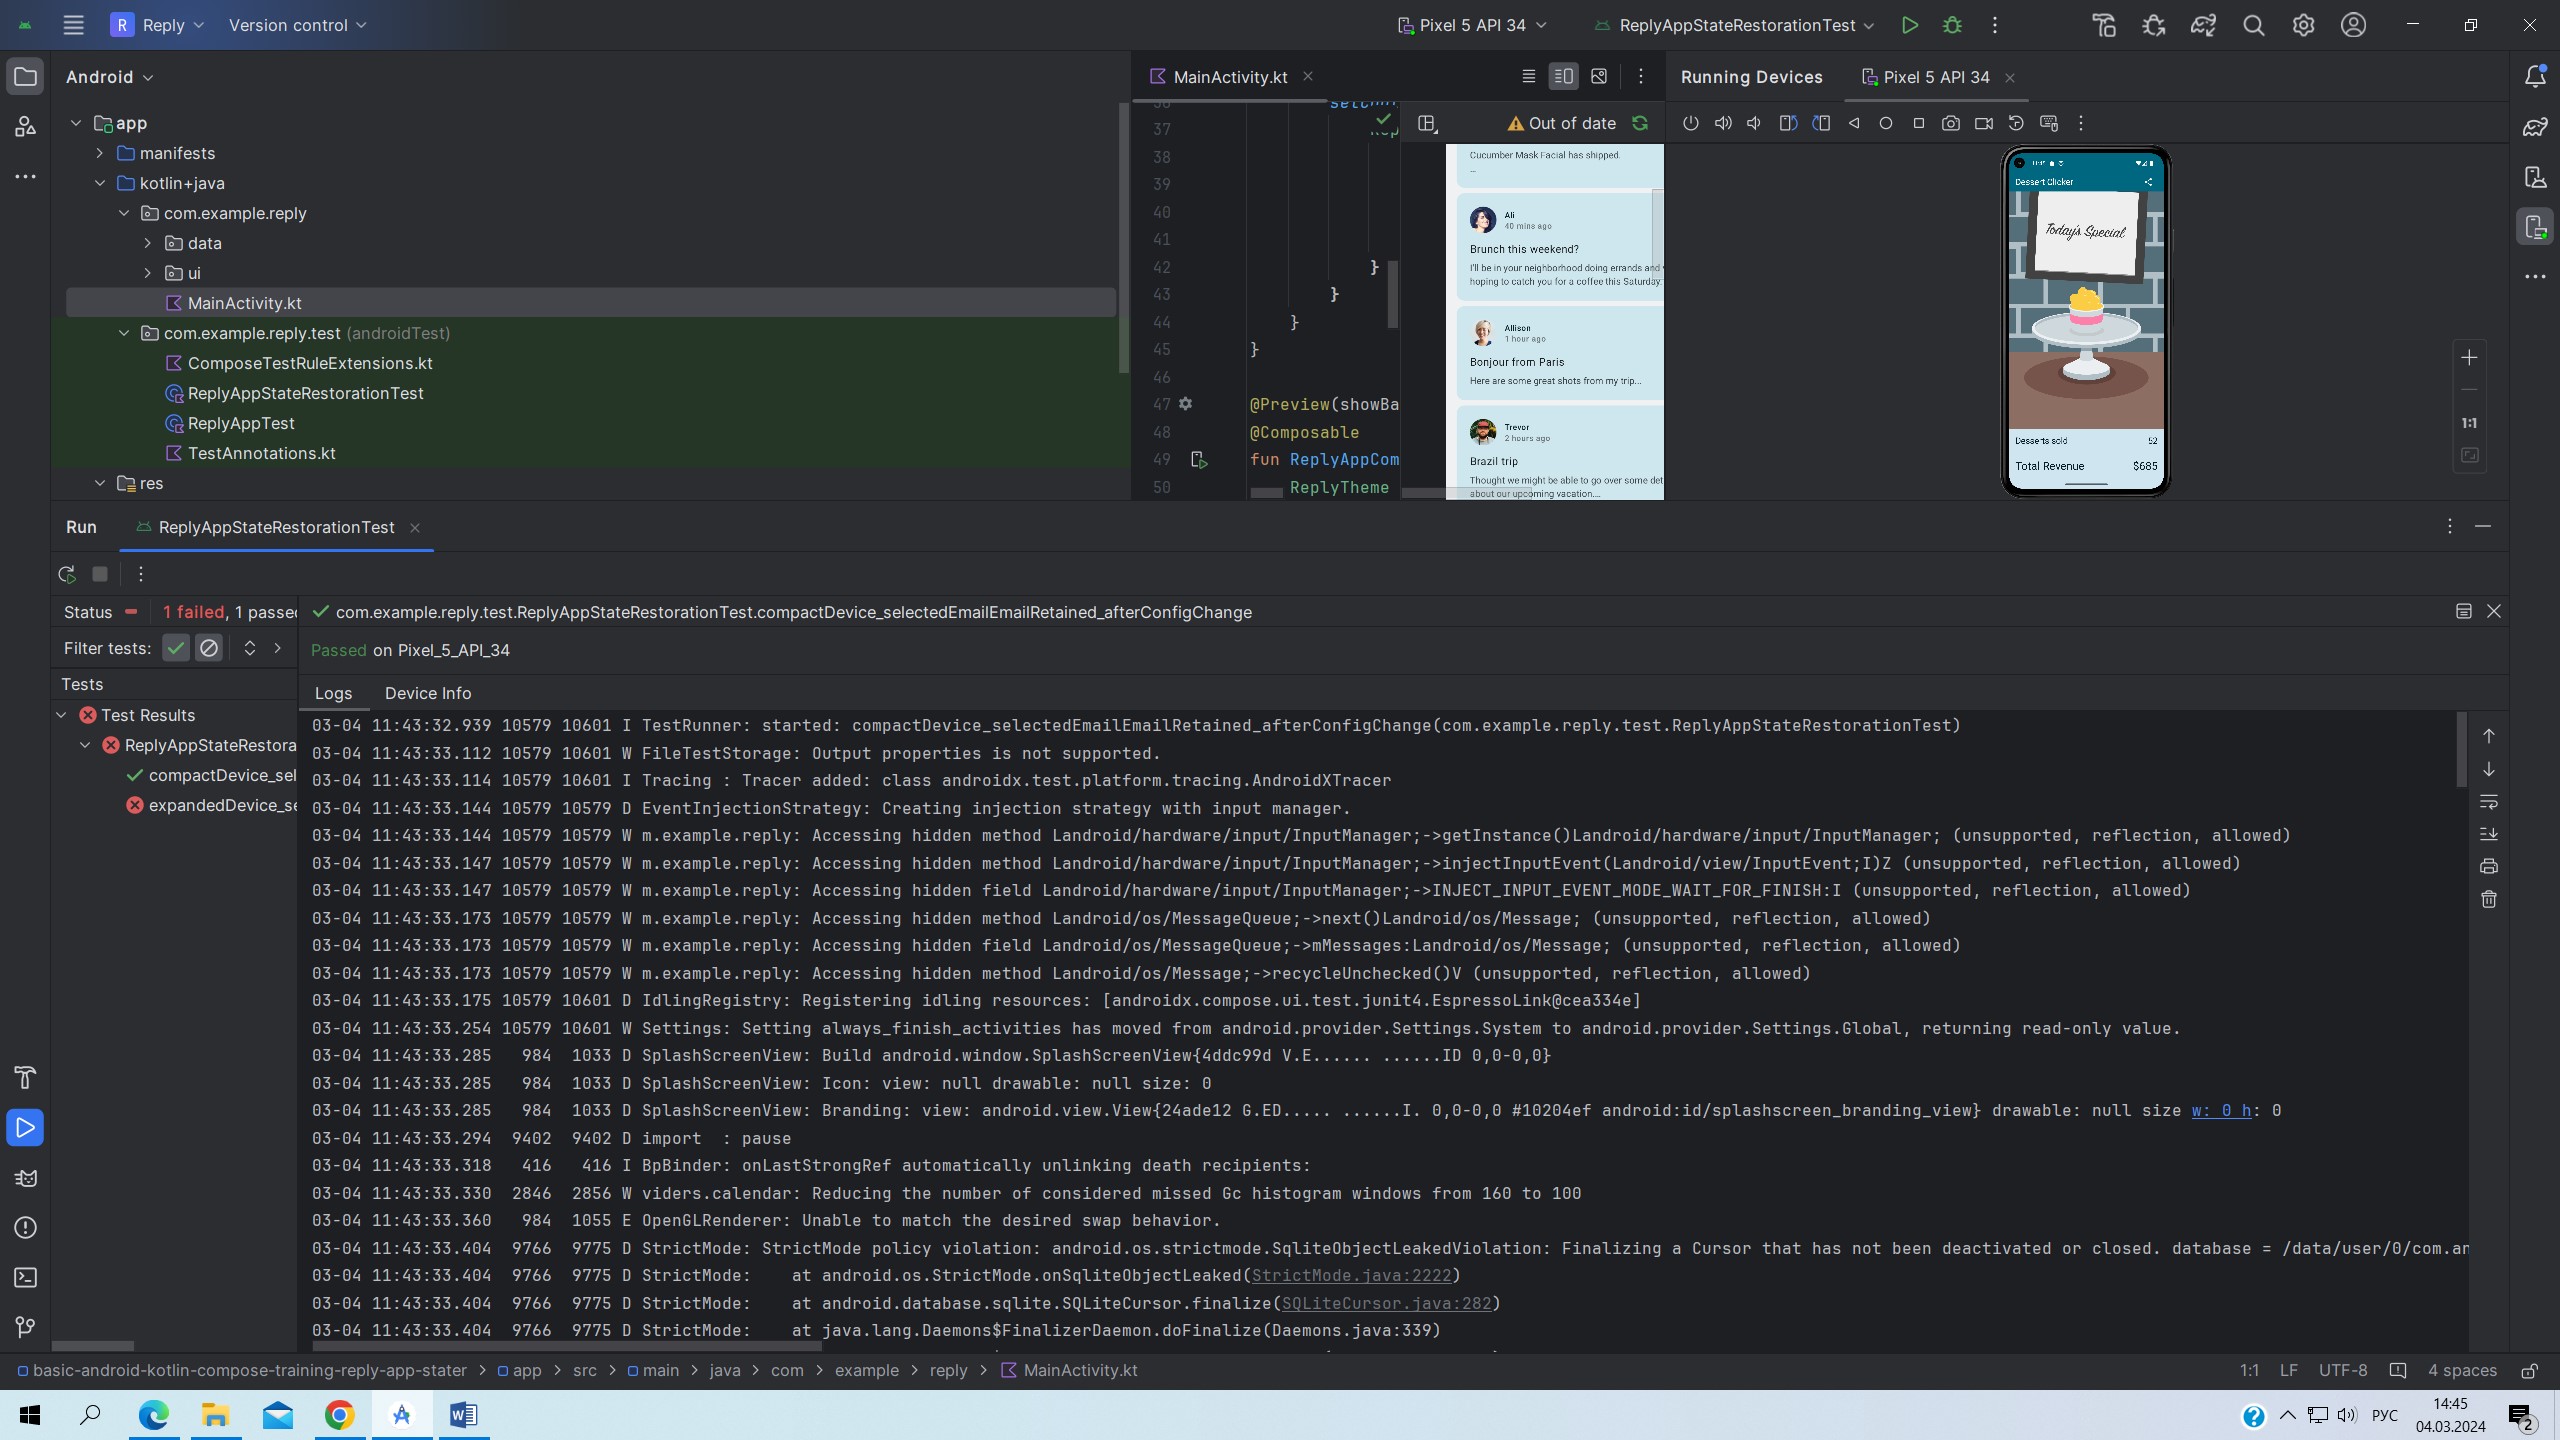 R Reply Version control Pixel 5 API 34 ReplyAppStateRestorationTest
Android
app
manifests
kotlin+java
com.example.reply
data
ui
MainActivity.kt
com.example.reply.test (androidTest)
ComposeTestRuleExtensions.kt
ReplyAppStateRestorationTest
ReplyAppTest
TestAnnotations.kt
res
MainActivity.kt
37
38
39
40
41
42 }
43 }
44 }
45 }
46
47 @Preview(showBa
48 @Composable
49 fun ReplyAppCom
50 ReplyTheme
Out of date
Cucumber Mask Facial has shipped.
...
Ali
40 mins ago
Brunch this weekend?
I'll be in your neighborhood doing errands and
hoping to catch you for a coffee this Saturday.
Allison
1 hour ago
Bonjour from Paris
Here are some great shots from my trip...
Trevor
2 hours ago
Brazil trip
Thought we might be able to go over some det
about our upcoming vacation....
Running Devices Pixel 5 API 34
Dessert Clicker
Today's Special
Desserts sold 52
Total Revenue $685
1:1
Run ReplyAppStateRestorationTest
Status 1 failed, 1 passed
Filter tests:
Tests
Test Results
ReplyAppStateRestora
compactDevice_sel
expandedDevice_se
com.example.reply.test.ReplyAppStateRestorationTest.compactDevice_selectedEmailEmailRetained_afterConfigChange
Passed on Pixel_5_API_34
Logs Device Info
03-04 11:43:32.939 10579 10601 I TestRunner: started: compactDevice_selectedEmailEmailRetained_afterConfigChange(com.example.reply.test.ReplyAppStateRestorationTest)
03-04 11:43:33.112 10579 10601 W FileTestStorage: Output properties is not supported.
03-04 11:43:33.114 10579 10601 I Tracing : Tracer added: class androidx.test.platform.tracing.AndroidXTracer
03-04 11:43:33.144 10579 10579 D EventInjectionStrategy: Creating injection strategy with input manager.
03-04 11:43:33.144 10579 10579 W m.example.reply: Accessing hidden method Landroid/hardware/input/InputManager;->getInstance()Landroid/hardware/input/InputManager; (unsupported, reflection, allowed)
03-04 11:43:33.147 10579 10579 W m.example.reply: Accessing hidden method Landroid/hardware/input/InputManager;->injectInputEvent(Landroid/view/InputEvent;I)Z (unsupported, reflection, allowed)
03-04 11:43:33.147 10579 10579 W m.example.reply: Accessing hidden field Landroid/hardware/input/InputManager;->INJECT_INPUT_EVENT_MODE_WAIT_FOR_FINISH:I (unsupported, reflection, allowed)
03-04 11:43:33.173 10579 10579 W m.example.reply: Accessing hidden method Landroid/os/MessageQueue;->next()Landroid/os/Message; (unsupported, reflection, allowed)
03-04 11:43:33.173 10579 10579 W m.example.reply: Accessing hidden field Landroid/os/MessageQueue;->mMessages:Landroid/os/Message; (unsupported, reflection, allowed)
03-04 11:43:33.173 10579 10579 W m.example.reply: Accessing hidden method Landroid/os/Message;->recycleUnchecked()V (unsupported, reflection, allowed)
03-04 11:43:33.175 10579 10601 D IdlingRegistry: Registering idling resources: [androidx.compose.ui.test.junit4.EspressoLink@cea334e]
03-04 11:43:33.254 10579 10601 W Settings: Setting always_finish_activities has moved from android.provider.Settings.System to android.provider.Settings.Global, returning read-only value.
03-04 11:43:33.285 984 1033 D SplashScreenView: Build android.window.SplashScreenView{4ddc99d V.E...... ......ID 0,0-0,0}
03-04 11:43:33.285 984 1033 D SplashScreenView: Icon: view: null drawable: null size: 0
03-04 11:43:33.285 984 1033 D SplashScreenView: Branding: view: android.view.View{24ade12 G.ED..... ......I. 0,0-0,0 #10204ef android:id/splashscreen_branding_view} drawable: null size w: 0 h: 0
03-04 11:43:33.294 9402 9402 D import : pause
03-04 11:43:33.318 416 416 I BpBinder: onLastStrongRef automatically unlinking death recipients:
03-04 11:43:33.330 2846 2856 W viders.calendar: Reducing the number of considered missed Gc histogram windows from 160 to 100
03-04 11:43:33.360 984 1055 E OpenGLRenderer: Unable to match the desired swap behavior.
03-04 11:43:33.404 9766 9775 D StrictMode: StrictMode policy violation: android.os.strictmode.SqliteObjectLeakedViolation: Finalizing a Cursor that has not been deactivated or closed. database = /data/user/0/com.an
03-04 11:43:33.404 9766 9775 D StrictMode: at android.os.StrictMode.onSqliteObjectLeaked(StrictMode.java:2222)
03-04 11:43:33.404 9766 9775 D StrictMode: at android.database.sqlite.SQLiteCursor.finalize(SQLiteCursor.java:282)
03-04 11:43:33.404 9766 9775 D StrictMode: at java.lang.Daemons$FinalizerDaemon.doFinalize(Daemons.java:339)
basic-android-kotlin-compose-training-reply-app-stater > app > src > main > java > com > example > reply > MainActivity.kt
1:1 LF UTF-8 4 spaces
РУС
14:45
04.03.2024
2